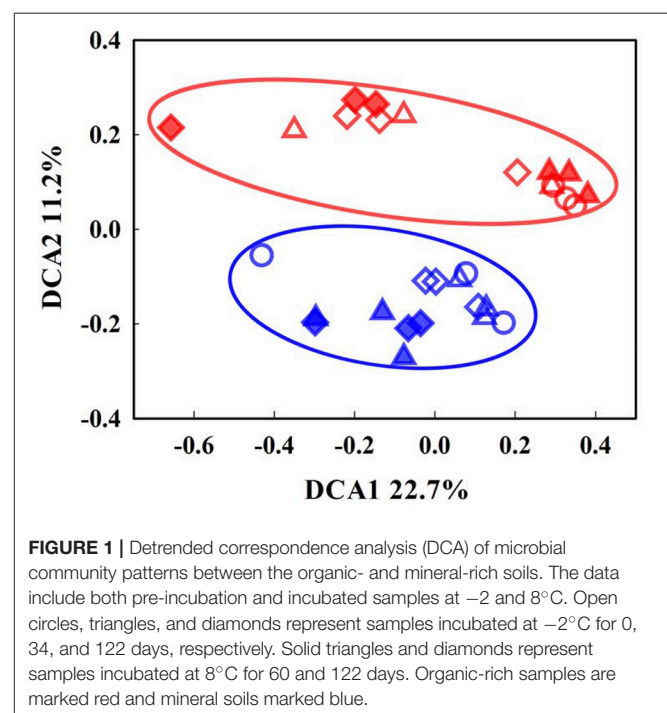 0.4
0.2
0.0
-0.2
-0.4
DCA2 11.2%
-0.6
-0.4
-0.2
0.0
0.2
0.4
DCA1 22.7%
FIGURE 1 | Detrended correspondence analysis (DCA) of microbial
community patterns between the organic- and mineral-rich soils. The data
include both pre-incubation and incubated samples at −2 and 8°C. Open
circles, triangles, and diamonds represent samples incubated at −2°C for 0,
34, and 122 days, respectively. Solid triangles and diamonds represent
samples incubated at 8°C for 60 and 122 days. Organic-rich samples are
marked red and mineral soils marked blue.